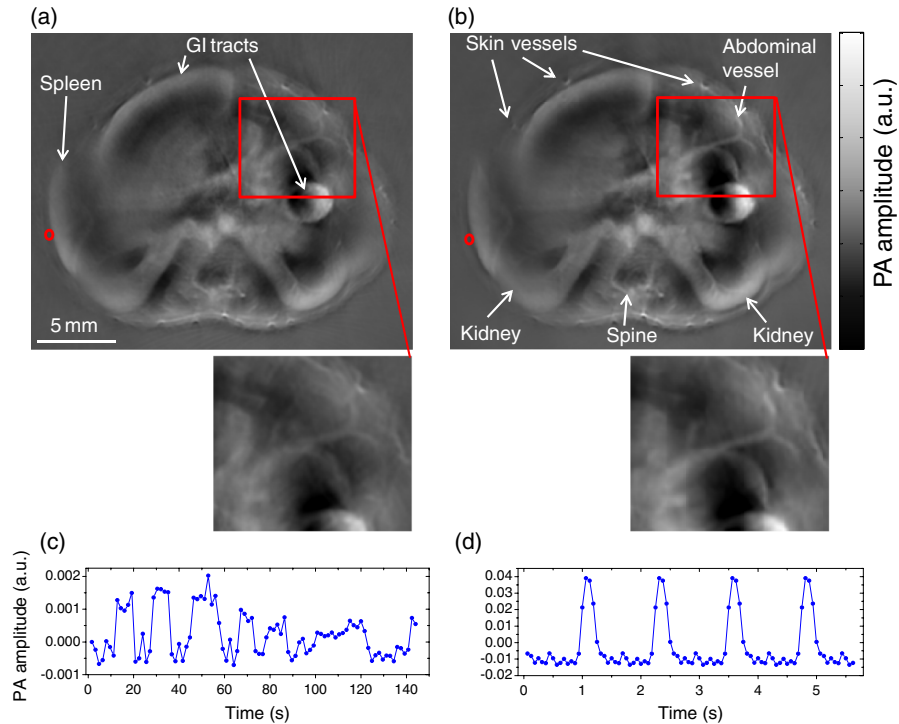 (a)
GI tracts
Spleen
5 mm
Kidney
(b)
Skin vessels
Abdominal
vessel
Spine
Kidney
PA amplitude (a.u.)
(c)
PA amplitude (a.u.)
0.002
0.001
0.000
-0.001
0 20 40 60 80 100 120 140
Time (s)
(d)
0.04
0.03
0.02
0.01
0.00
-0.01
-0.02
0 1 2 3 4 5
Time (s)